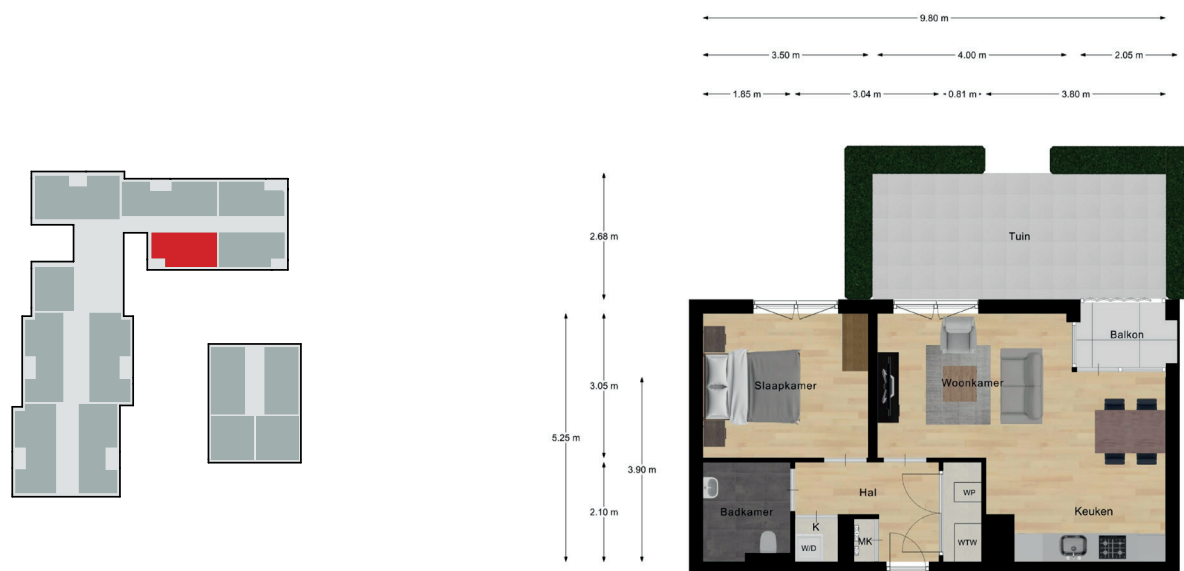 9.80 m
3.50 m 4.00 m 2.05 m
1.85 m 3.04 m 0.81 m 3.80 m
2.68 m
Tuin
Balkon
3.05 m
Slaapkamer
Woonkamer
5.25 m
3.90 m
2.10 m
Hal
WP
Badkamer
Keuken
K
MK
W/D
WTW